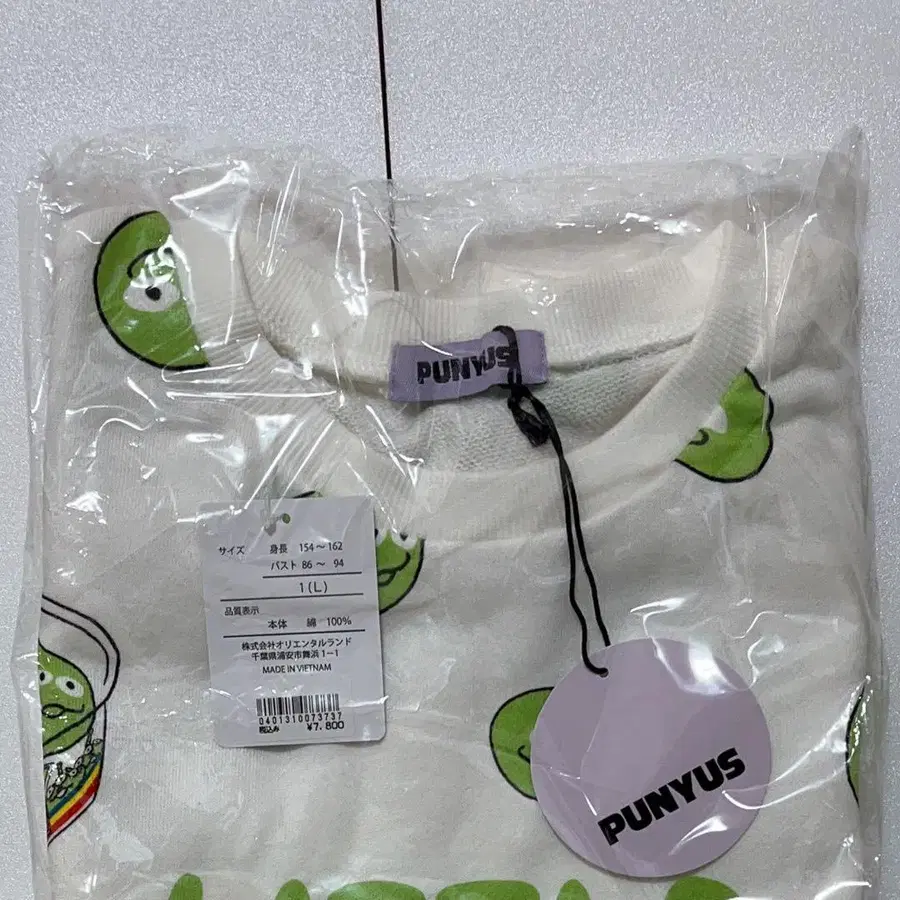 PUNYUS
サイズ 身長 154～162
バスト 86～ 94
1(L)
品質表示
本体 綿 100%
株式会社オリエンタルランド
千葉県浦安市舞浜1-1
MADE IN VIETNAM
0401310073737
税込み ¥7.800
PUNYUS